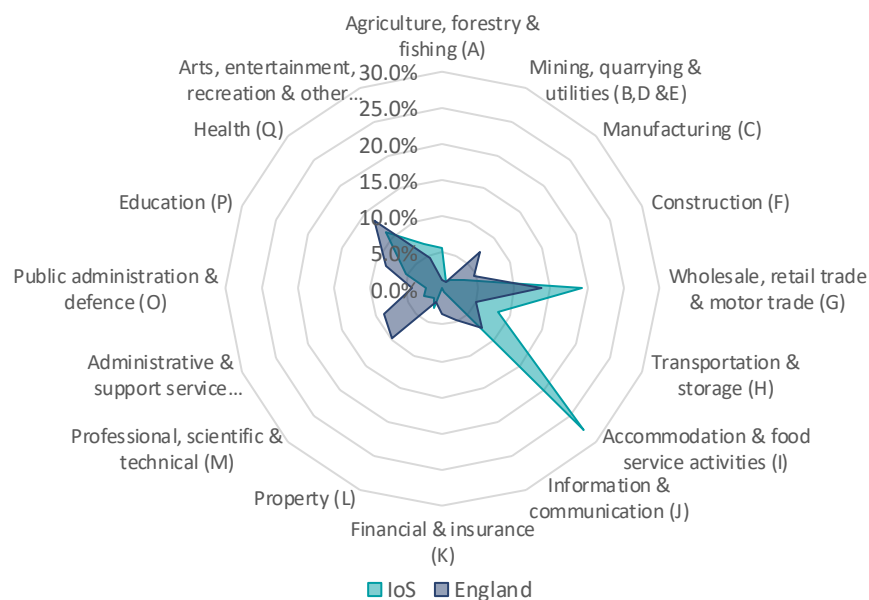 Agriculture, forestry &
fishing (A)
Mining, quarrying &
utilities (B,D &E)
Manufacturing (C)
Construction (F)
Wholesale, retail trade
& motor trade (G)
Transportation &
storage (H)
Accommodation & food
service activities (I)
Information &
communication (J)
Financial & insurance
(K)
Property (L)
Professional, scientific &
technical (M)
Administrative &
support service...
Public administration &
defence (O)
Education (P)
Health (Q)
Arts, entertainment,
recreation & other...
30.0%
25.0%
20.0%
15.0%
10.0%
5.0%
0.0%
IoS
England